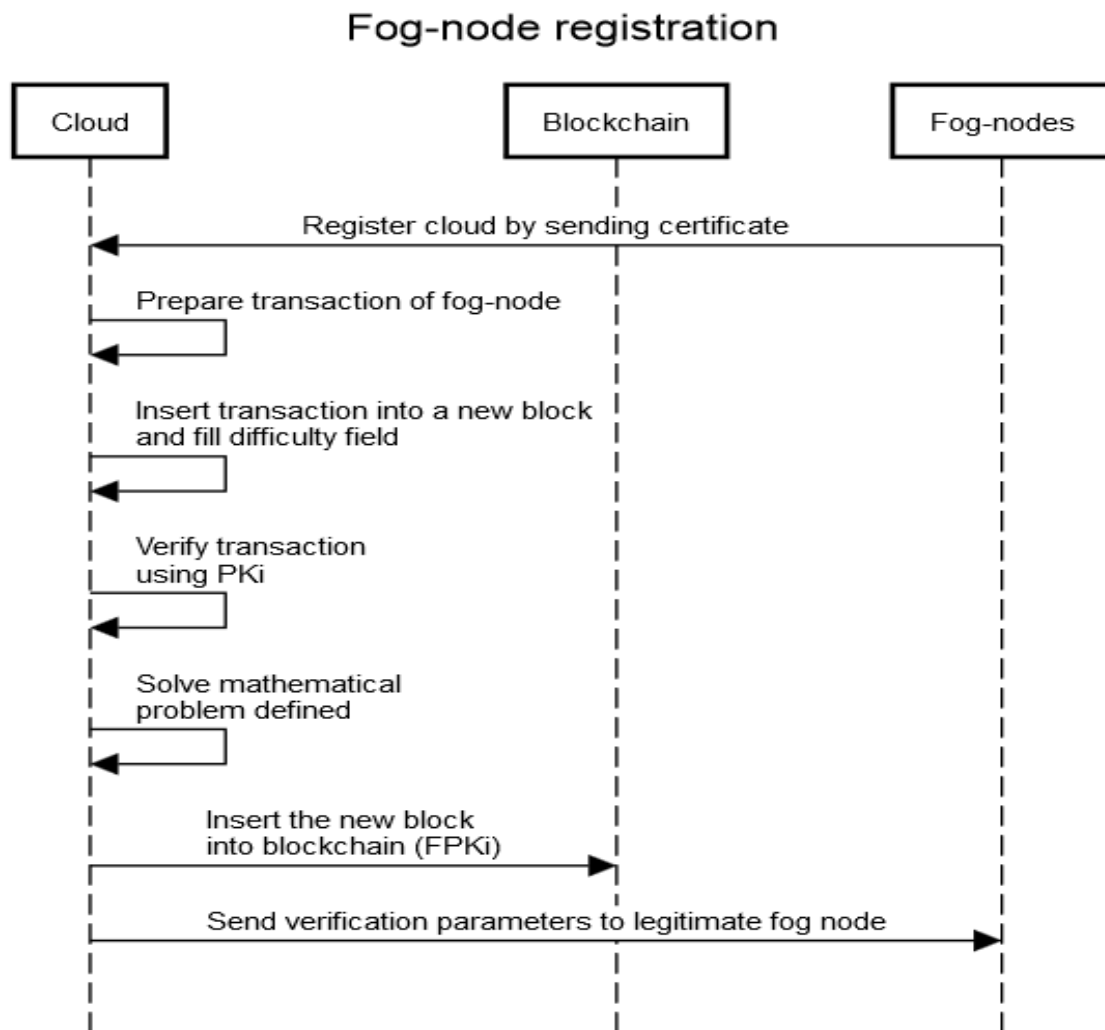 Fog-node registration
Cloud
Blockchain
Fog-nodes
Register cloud by sending certificate
Prepare transaction of fog-node
Insert transaction into a new block
and fill difficulty field
Verify transaction
using PKi
Solve mathematical
problem defined
Insert the new block
into blockchain (FPKi)
Send verification parameters to legitimate fog node